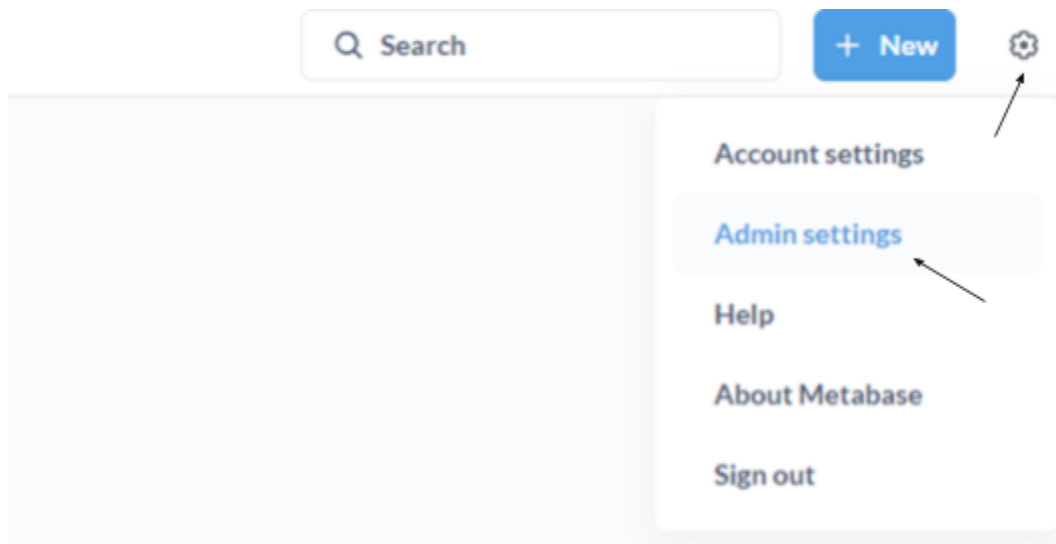 Search
+ New
Account settings
Admin settings
Help
About Metabase
Sign out